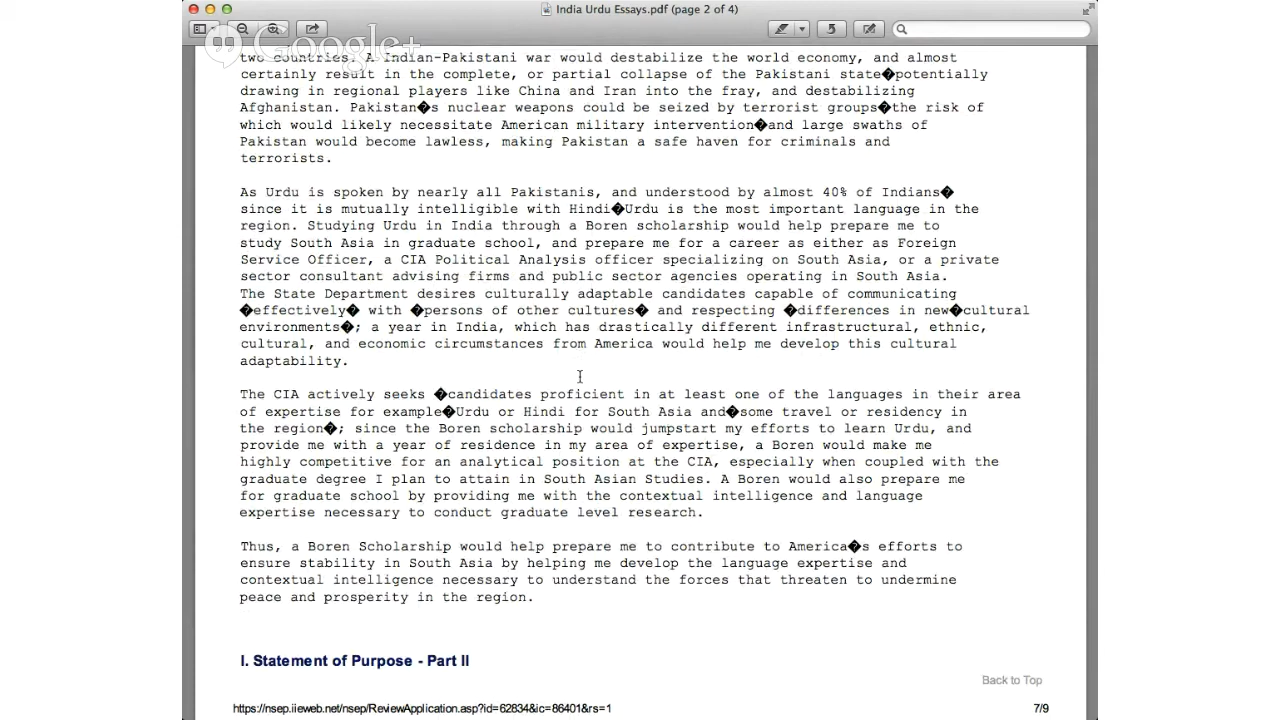 India Urdu Essays.pdf (page 2 of 4)
Google+
two countries. A Indian-Pakistani war would destabilize the world economy, and almost
certainly result in the complete, or partial collapse of the Pakistani state�potentially
drawing in regional players like China and Iran into the fray, and destabilizing
Afghanistan. Pakistan�s nuclear weapons could be seized by terrorist groups�the risk of
which would likely necessitate American military intervention�and large swaths of
Pakistan would become lawless, making Pakistan a safe haven for criminals and
terrorists.
As Urdu is spoken by nearly all Pakistanis, and understood by almost 40% of Indians�
since it is mutually intelligible with Hindi�Urdu is the most important language in the
region. Studying Urdu in India through a Boren scholarship would help prepare me to
study South Asia in graduate school, and prepare me for a career as either as Foreign
Service Officer, a CIA Political Analysis officer specializing on South Asia, or a private
sector consultant advising firms and public sector agencies operating in South Asia.
The State Department desires culturally adaptable candidates capable of communicating
�effectively� with �persons of other cultures� and respecting �differences in new�cultural
environments�; a year in India, which has drastically different infrastructural, ethnic,
cultural, and economic circumstances from America would help me develop this cultural
adaptability.
The CIA actively seeks �candidates proficient in at least one of the languages in their area
of expertise for example�Urdu or Hindi for South Asia and�some travel or residency in
the region�; since the Boren scholarship would jumpstart my efforts to learn Urdu, and
provide me with a year of residence in my area of expertise, a Boren would make me
highly competitive for an analytical position at the CIA, especially when coupled with the
graduate degree I plan to attain in South Asian Studies. A Boren would also prepare me
for graduate school by providing me with the contextual intelligence and language
expertise necessary to conduct graduate level research.
Thus, a Boren Scholarship would help prepare me to contribute to America�s efforts to
ensure stability in South Asia by helping me develop the language expertise and
contextual intelligence necessary to understand the forces that threaten to undermine
peace and prosperity in the region.
I. Statement of Purpose - Part II
Back to Top
https://nsep.iieweb.net/nsep/ReviewApplication.asp?id=62834&ic=86401&rs=1 7/9